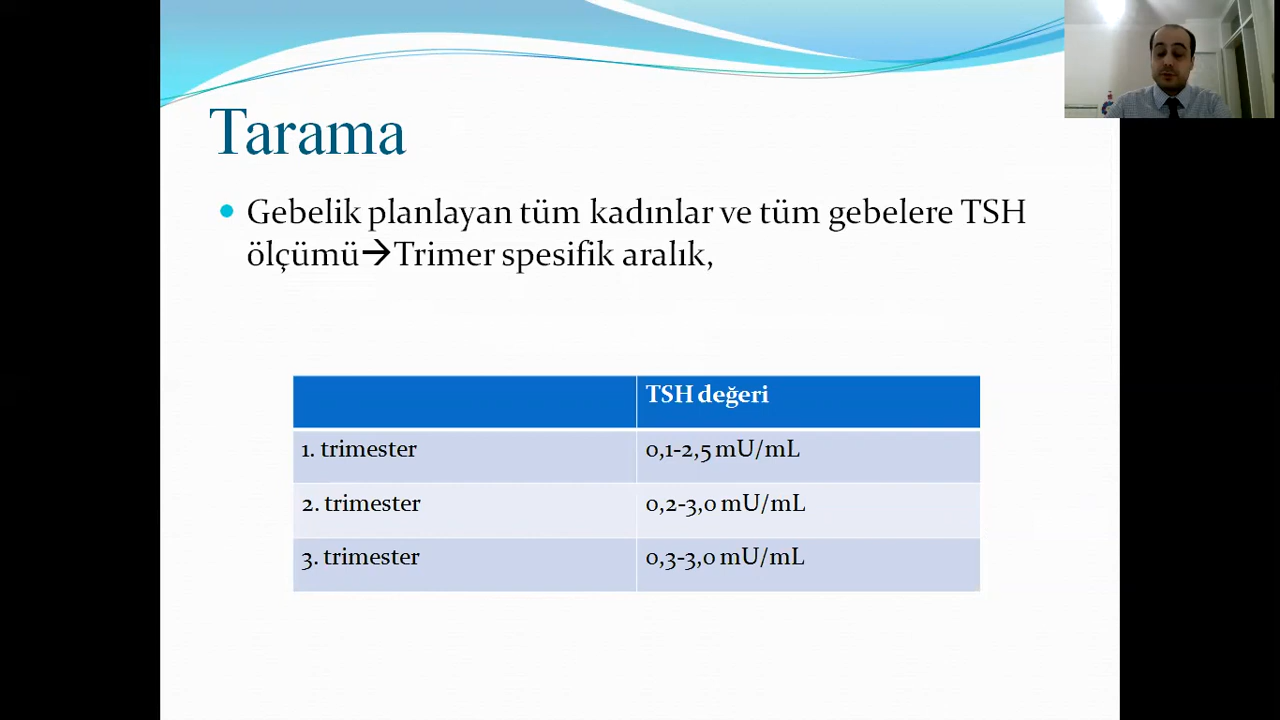 Tarama
Gebelik planlayan tüm kadınlar ve tüm gebelere TSH
ölçümü→Trimer spesifik aralık,
TSH değeri
1. trimester 0,1-2,5 mU/mL
2. trimester 0,2-3,0 mU/mL
3. trimester 0,3-3,0 mU/mL